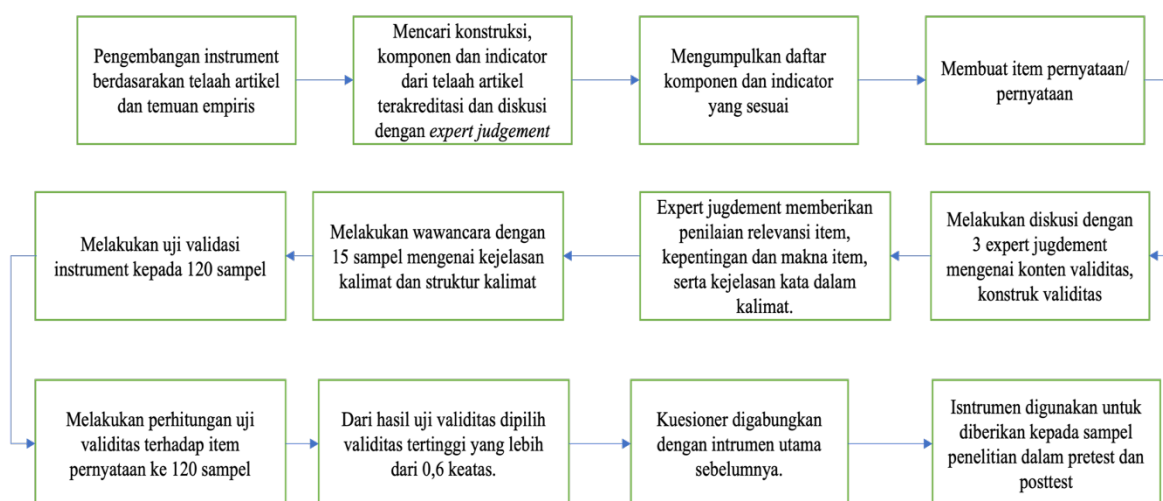 Pengembangan instrument
berdasarakan telaah artikel
dan temuan empiris
Mencari konstruksi,
komponen dan indicator
dari telaah artikel
terakreditasi dan diskusi
dengan expert judgement
Mengumpulkan daftar
komponen dan indicator
yang sesuai
Membuat item pernyataan/
pernyataan
Melakukan diskusi dengan
3 expert jugdement
mengenai konten validitas,
konstruk validitas
Expert jugdement memberikan
penilaian relevansi item,
kepentingan dan makna item,
serta kejelasan kata dalam
kalimat.
Melakukan wawancara dengan
15 sampel mengenai kejelasan
kalimat dan struktur kalimat
Melakukan uji validasi
instrument kepada 120 sampel
Melakukan perhitungan uji
validitas terhadap item
pernyataan ke 120 sampel
Dari hasil uji validitas dipilih
validitas tertinggi yang lebih
dari 0,6 keatas.
Kuesioner digabungkan
dengan intrumen utama
sebelumnya.
Isntrumen digunakan untuk
diberikan kepada sampel
penelitian dalam pretest dan
posttest